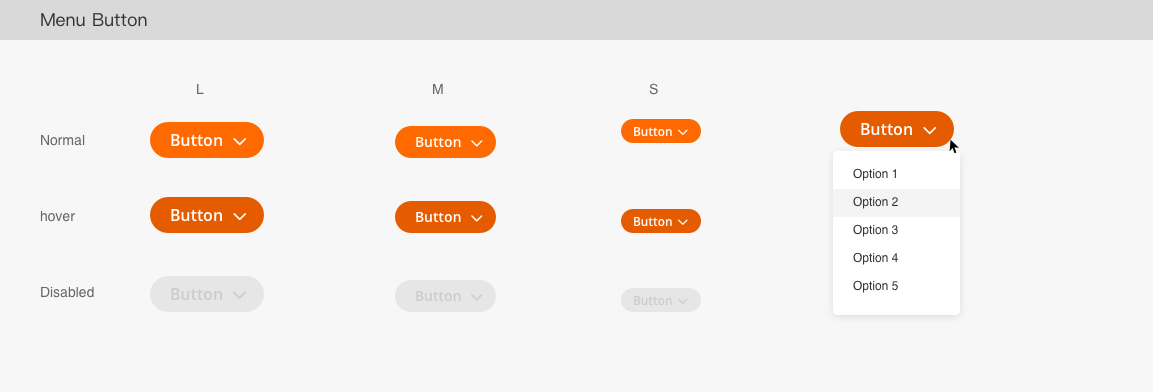 Menu Button
L M S
Normal Button Button Button Button
Option 1
Option 2
hover Button Button Button
Option 3
Option 4
Option 5
Disabled Button Button Button